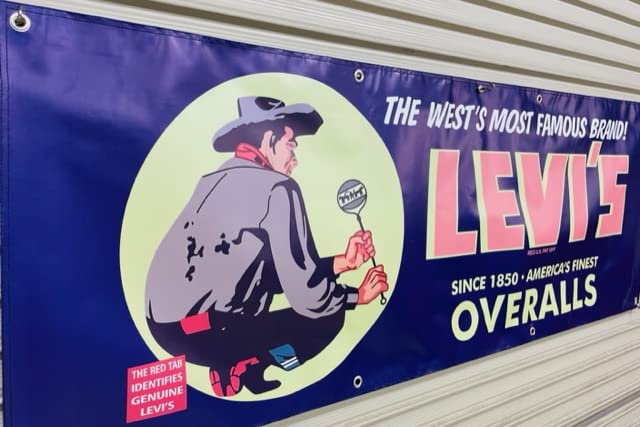 THE WEST'S MOST FAMOUS BRAND!
LEVI'S
SINCE 1850 · AMERICA'S FINEST
OVERALLS
THE RED TAB
IDENTIFIES
GENUINE
LEVI'S